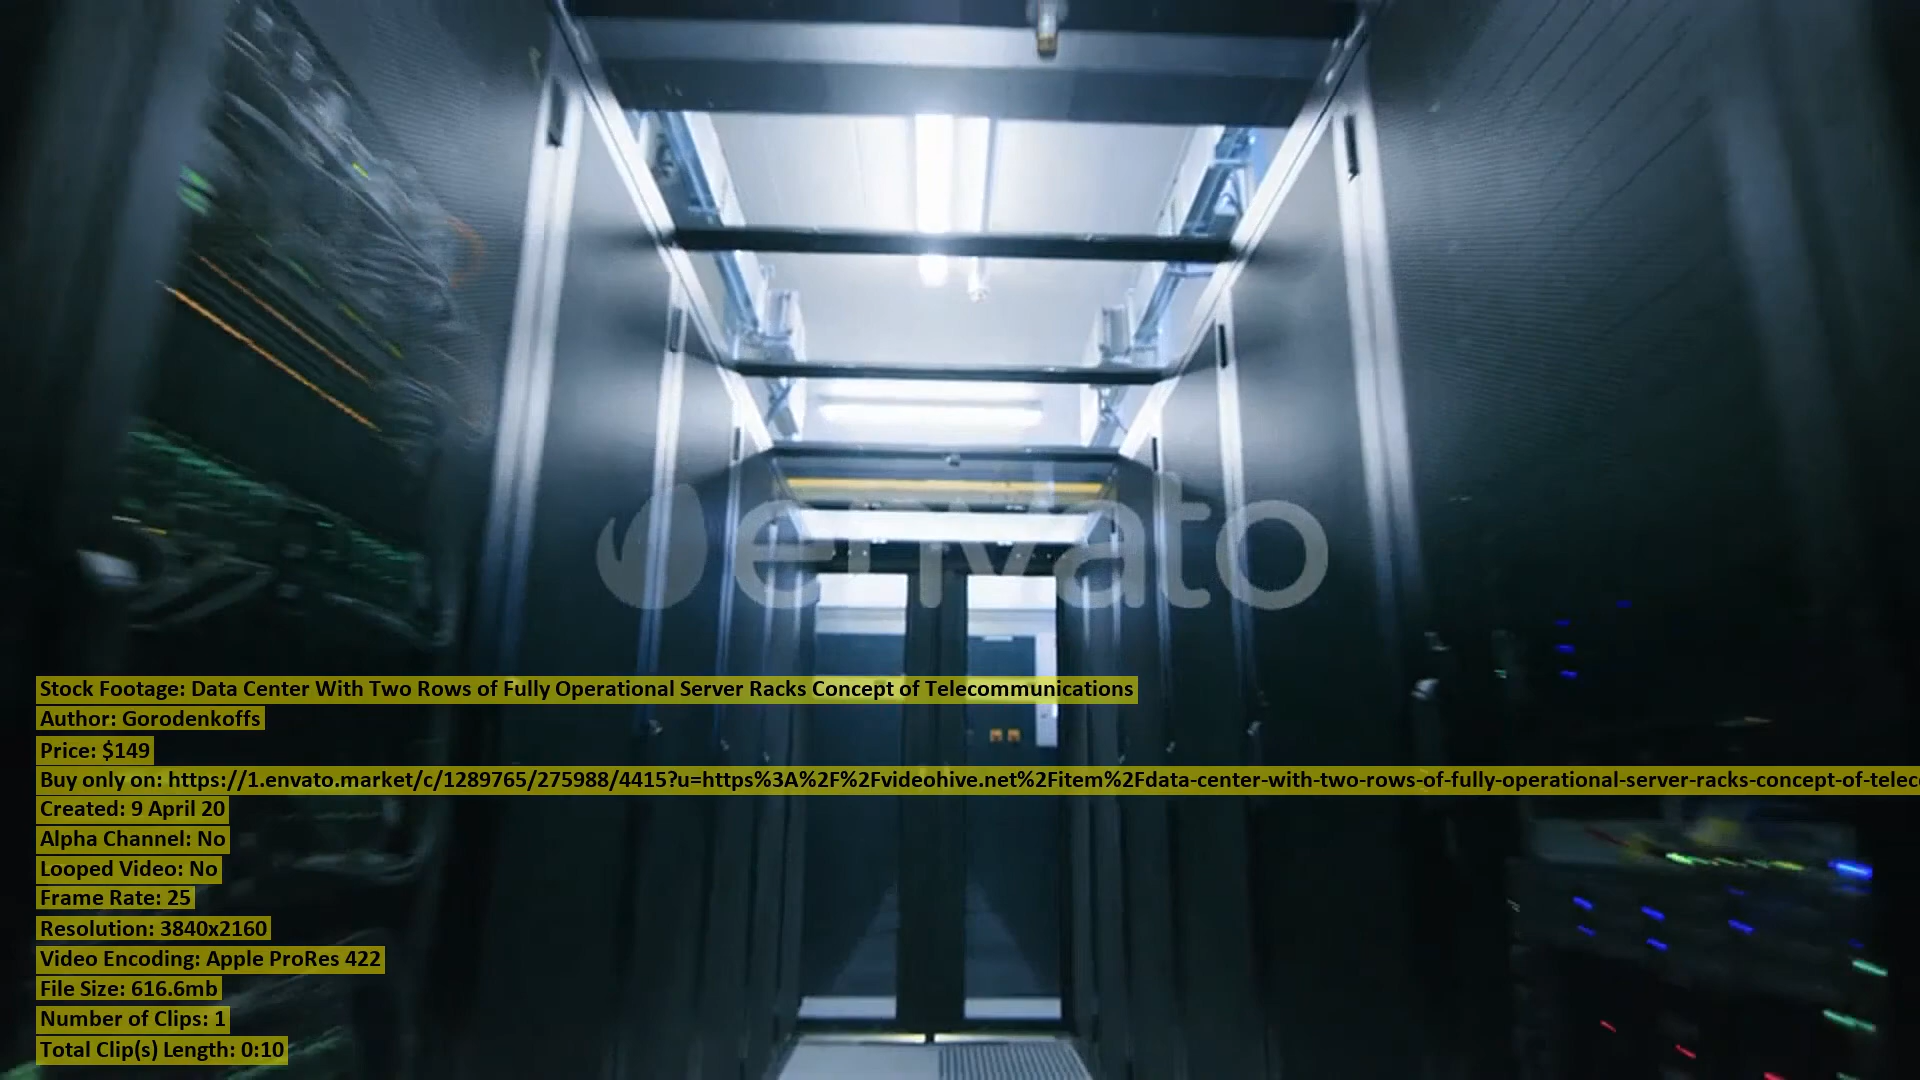 envato
Stock Footage: Data Center With Two Rows of Fully Operational Server Racks Concept of Telecommunications
Author: Gorodenkoffs
Price: $149
Buy only on: https://1.envato.market/c/1289765/275988/4415?u=https%3A%2F%2Fvideohive.net%2Fitem%2Fdata-center-with-two-rows-of-fully-operational-server-racks-concept-of-telec
Created: 9 April 20
Alpha Channel: No
Looped Video: No
Frame Rate: 25
Resolution: 3840x2160
Video Encoding: Apple ProRes 422
File Size: 616.6mb
Number of Clips: 1
Total Clip(s) Length: 0:10